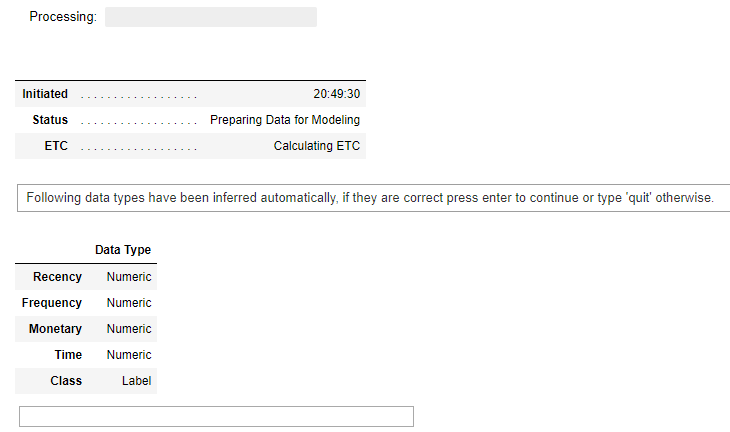 Processing:
Initiated . . . . . . . . . . . . . . . . . . 20:49:30
Status . . . . . . . . . . . . . . . . . . Preparing Data for Modeling
ETC . . . . . . . . . . . . . . . . . . Calculating ETC
Following data types have been inferred automatically, if they are correct press enter to continue or type 'quit' otherwise.
Data Type
Recency Numeric
Frequency Numeric
Monetary Numeric
Time Numeric
Class Label